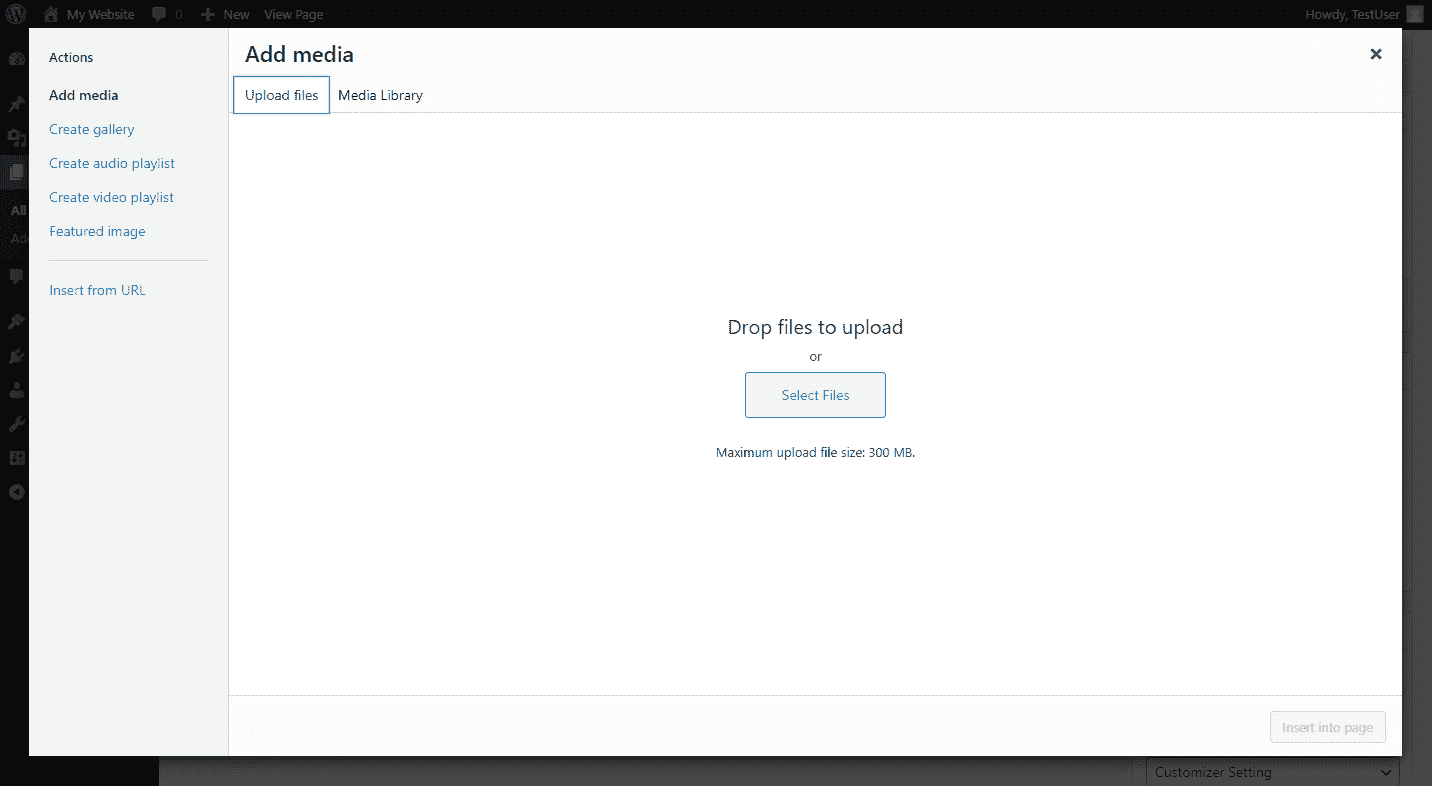 My Website 0 New View Page Howdy, TestUser
Actions
Add media
Create gallery
Create audio playlist
Create video playlist
Featured image
Insert from URL
Add media
Upload files Media Library
Drop files to upload
or
Select Files
Maximum upload file size: 300 MB.
Insert into page
All
Customizer Setting